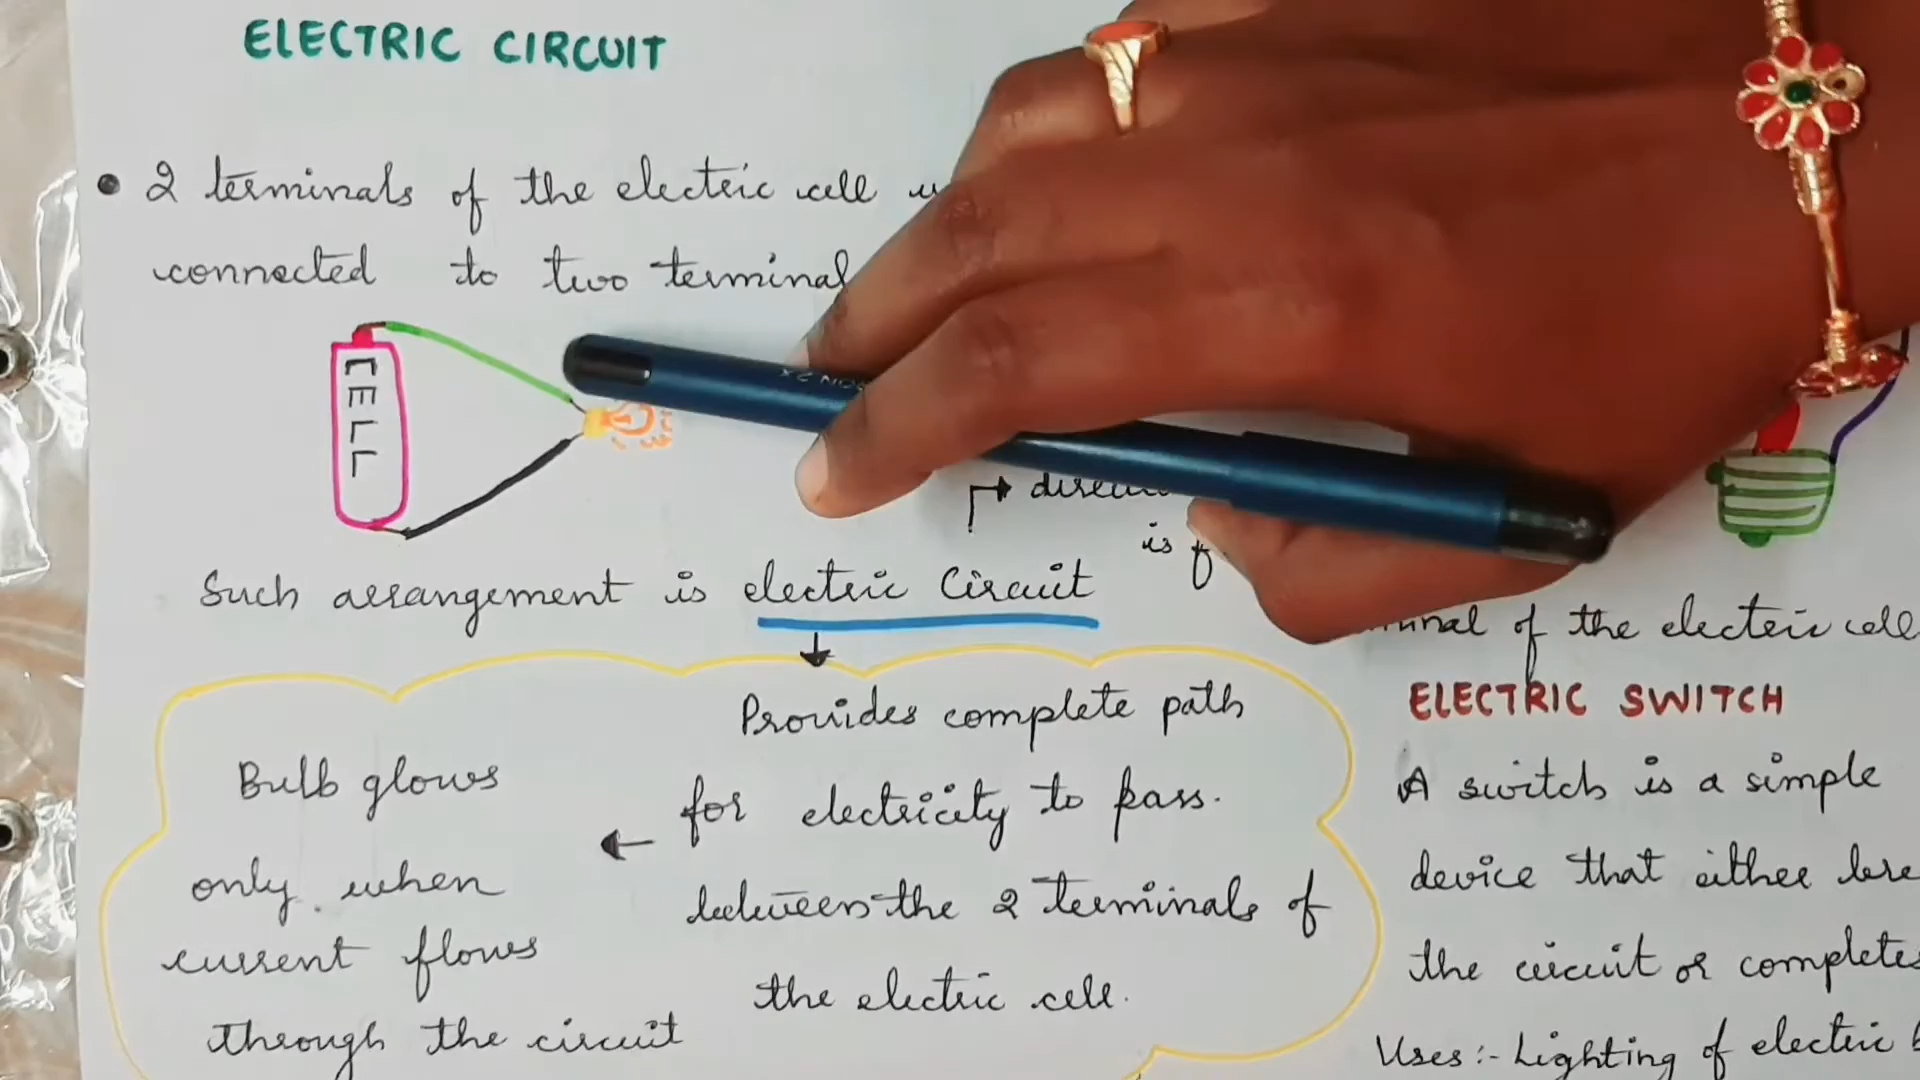 ELECTRIC CIRCUIT
• 2 terminals of the electric cell
connected to two terminal
CELL
is
Such arrangement is electric Circuit
of the electric cell
Provides complete path
for electricity to pass.
between the 2 terminals of
the electric cell.
Bulb glows
only when
current flows
through the circuit
ELECTRIC SWITCH
A switch is a simple
device that either
the circuit or completes
Uses:- Lighting of electric